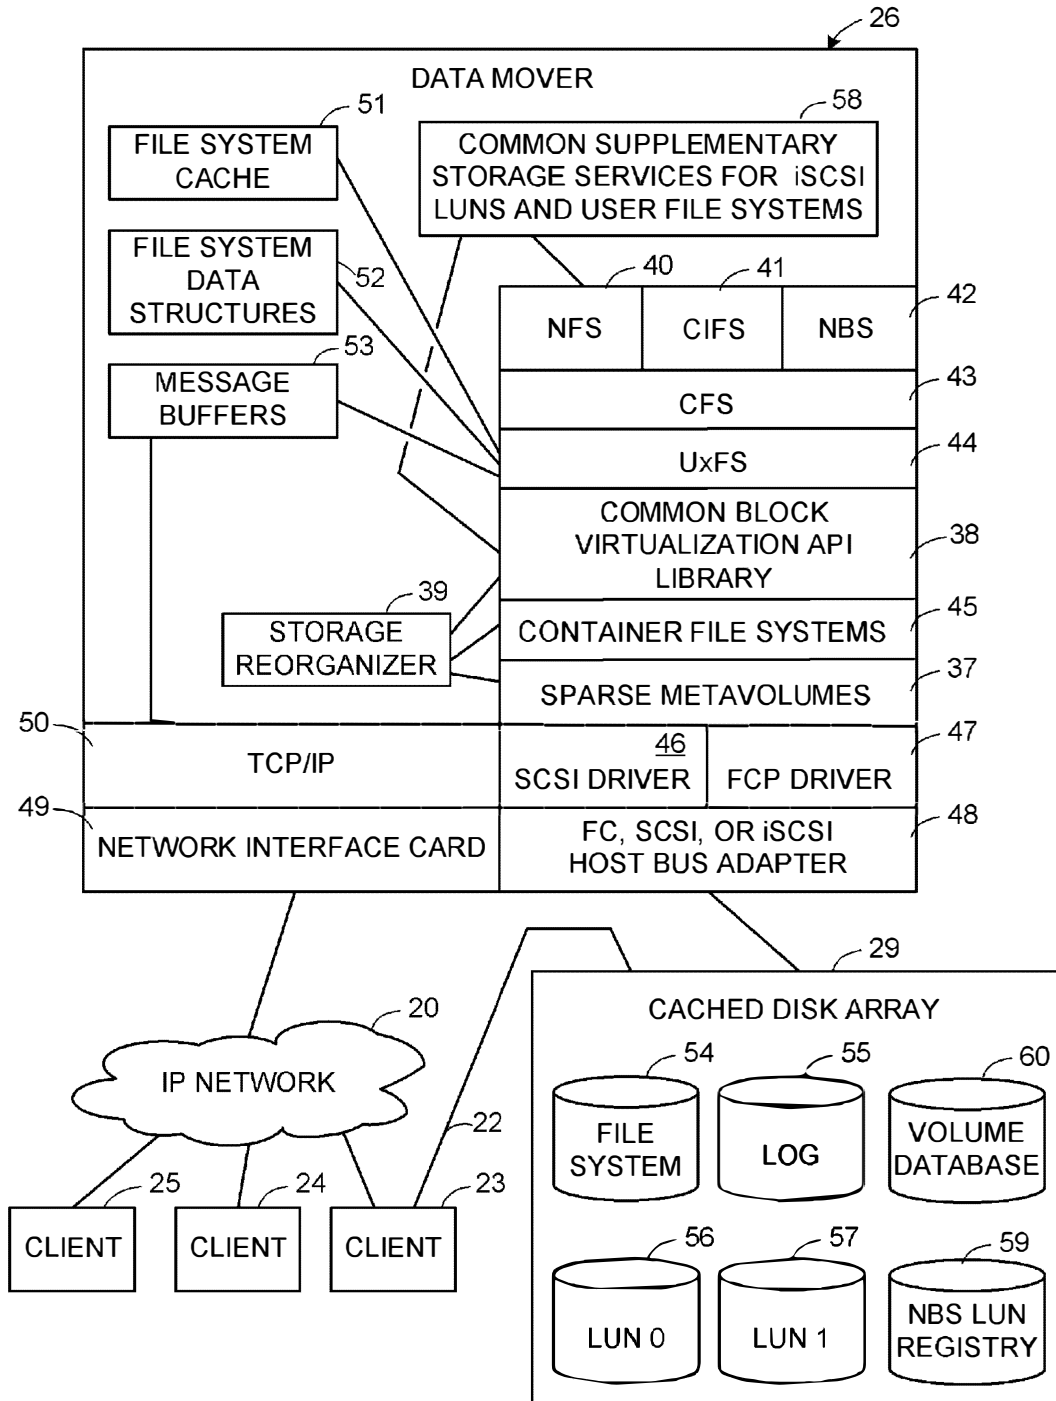 26
DATA MOVER
51
58
FILE SYSTEM
CACHE
COMMON SUPPLEMENTARY
STORAGE SERVICES FOR iSCSI
LUNS AND USER FILE SYSTEMS
FILE SYSTEM
DATA
STRUCTURES
52
40
41
42
NFS
CIFS
NBS
53
MESSAGE
BUFFERS
43
CFS
44
UxFS
COMMON BLOCK
VIRTUALIZATION API
LIBRARY
38
39
STORAGE
REORGANIZER
45
CONTAINER FILE SYSTEMS
37
SPARSE METAVOLUMES
50
TCP/IP
46
SCSI DRIVER
47
FCP DRIVER
49
NETWORK INTERFACE CARD
48
FC, SCSI, OR iSCSI
HOST BUS ADAPTER
29
CACHED DISK ARRAY
20
IP NETWORK
54
55
60
FILE
SYSTEM
LOG
VOLUME
DATABASE
22
25
24
23
CLIENT
CLIENT
CLIENT
56
57
59
LUN 0
LUN 1
NBS LUN
REGISTRY